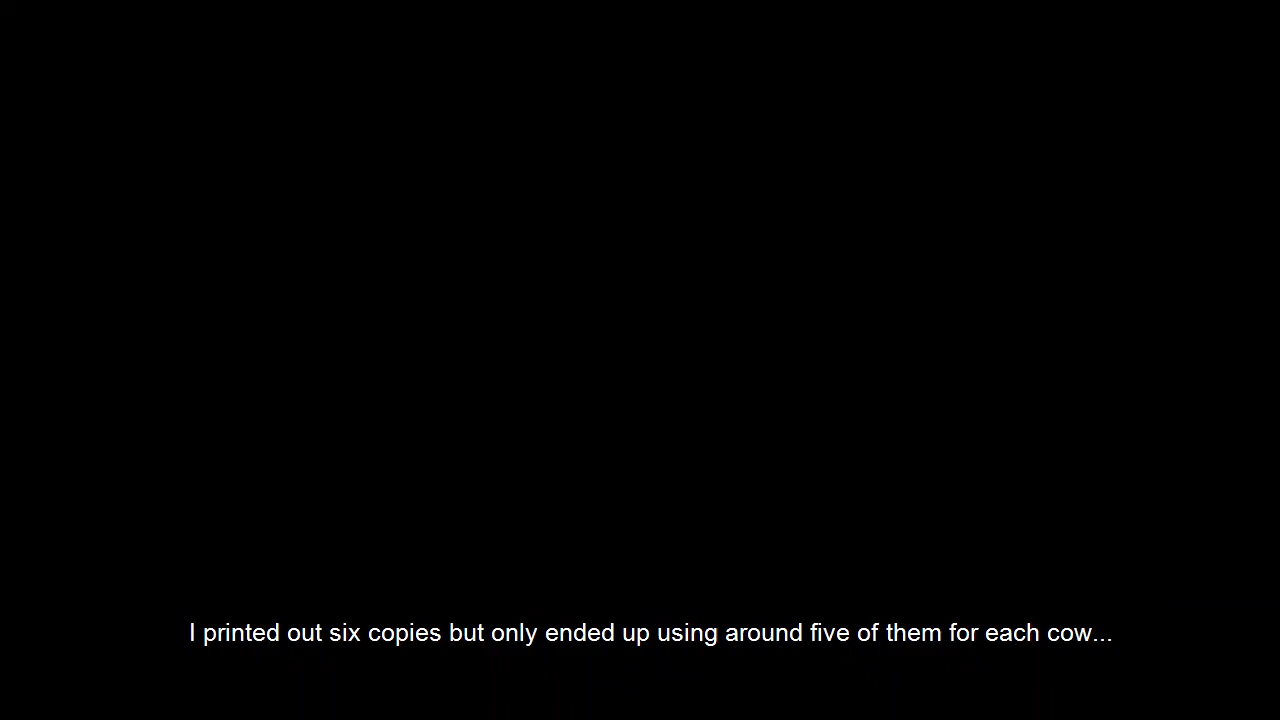 I printed out six copies but only ended up using around five of them for each cow...